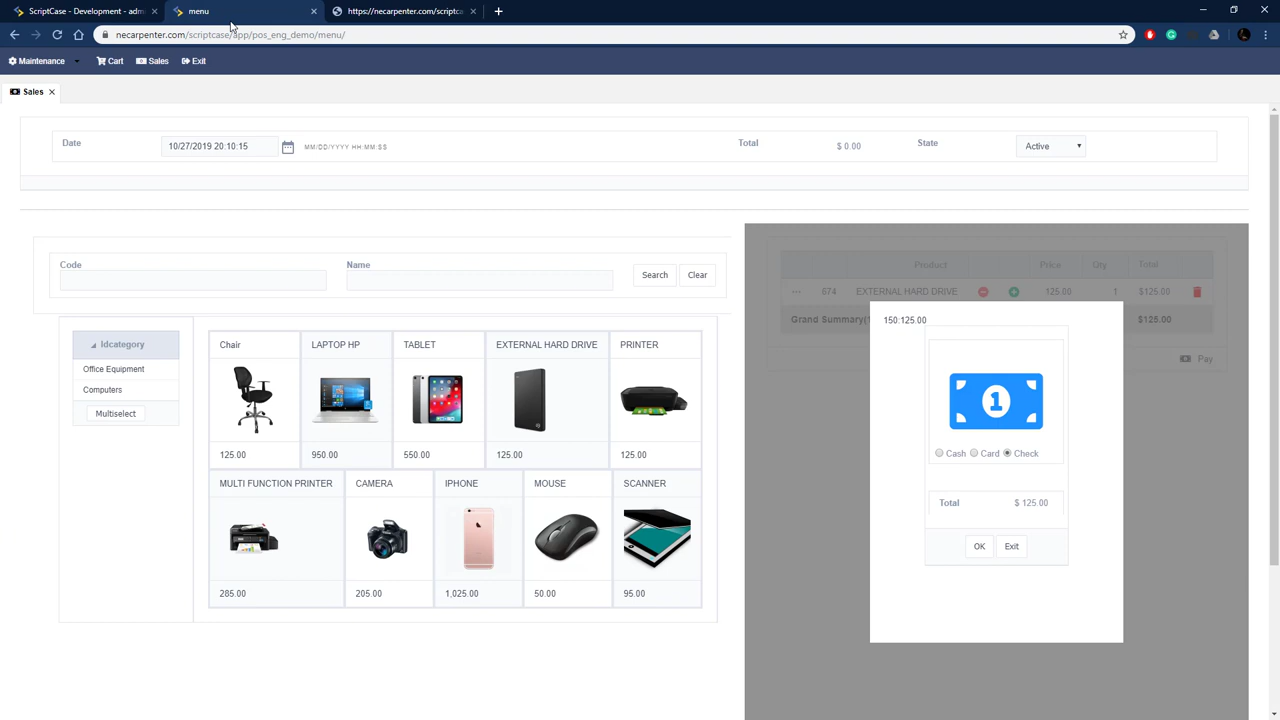 ScriptCase - Development - adm
menu
https://necarpenter.com/scriptca
necarpenter.com/scriptcase/app/pos_eng_demo/menu/
Maintenance Cart Sales Exit
Sales
Date 10/27/2019 20:10:15 MM/DD/YYYY HH:MM:SS Total $ 0.00 State Active
Code Name
Search Clear
Idcategory
Office Equipment
Computers
Multiselect
Chair LAPTOP HP TABLET EXTERNAL HARD DRIVE PRINTER
125.00 950.00 550.00 125.00 125.00
MULTI FUNCTION PRINTER CAMERA IPHONE MOUSE SCANNER
285.00 205.00 1,025.00 50.00 95.00
Product Price Qty Total
674 EXTERNAL HARD DRIVE 125.00 1 $125.00
Grand Summary( $125.00
Pay
150:125.00
1
Cash Card Check
Total $ 125.00
OK Exit